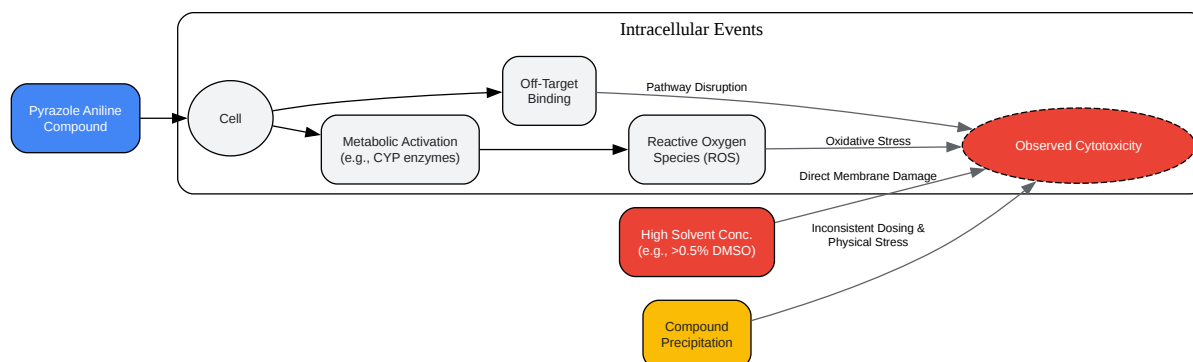 Intracellular Events
Pyrazole Aniline
Compound
Cell
Off-Target
Binding
Pathway Disruption
Metabolic Activation
(e.g., CYP enzymes)
Reactive Oxygen
Species (ROS)
Oxidative Stress
Observed Cytotoxicity
Direct Membrane Damage
High Solvent Conc.
(e.g., >0.5% DMSO)
Inconsistent Dosing &
Physical Stress
Compound
Precipitation